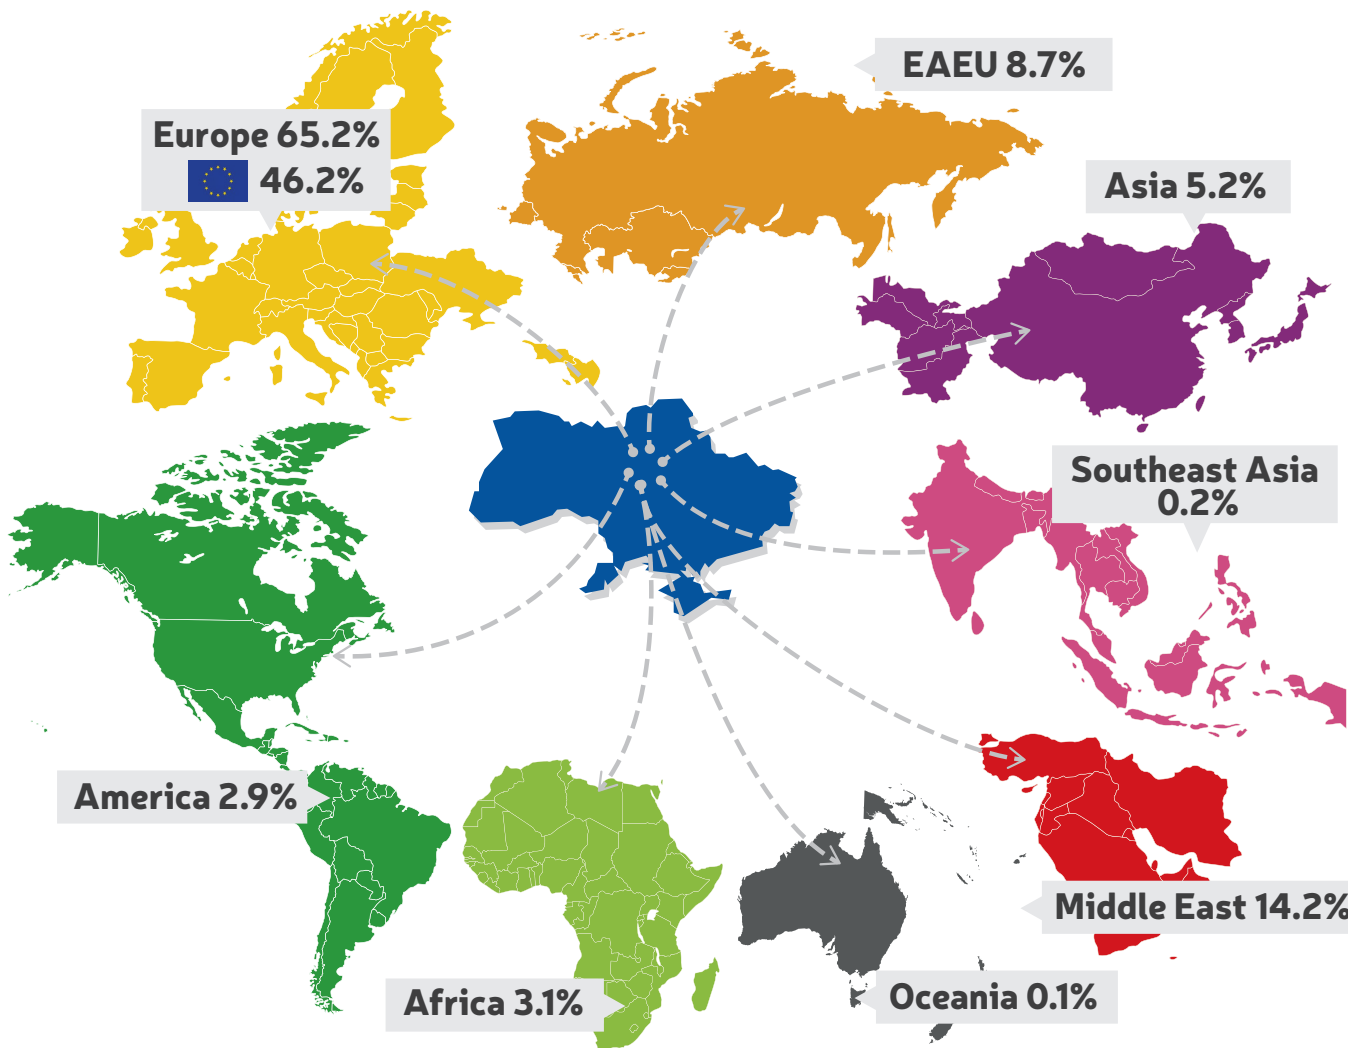 EAEU 8.7%
Europe 65.2%
46.2%
Asia 5.2%
Southeast Asia
0.2%
America 2.9%
Middle East 14.2%
Africa 3.1%
Oceania 0.1%